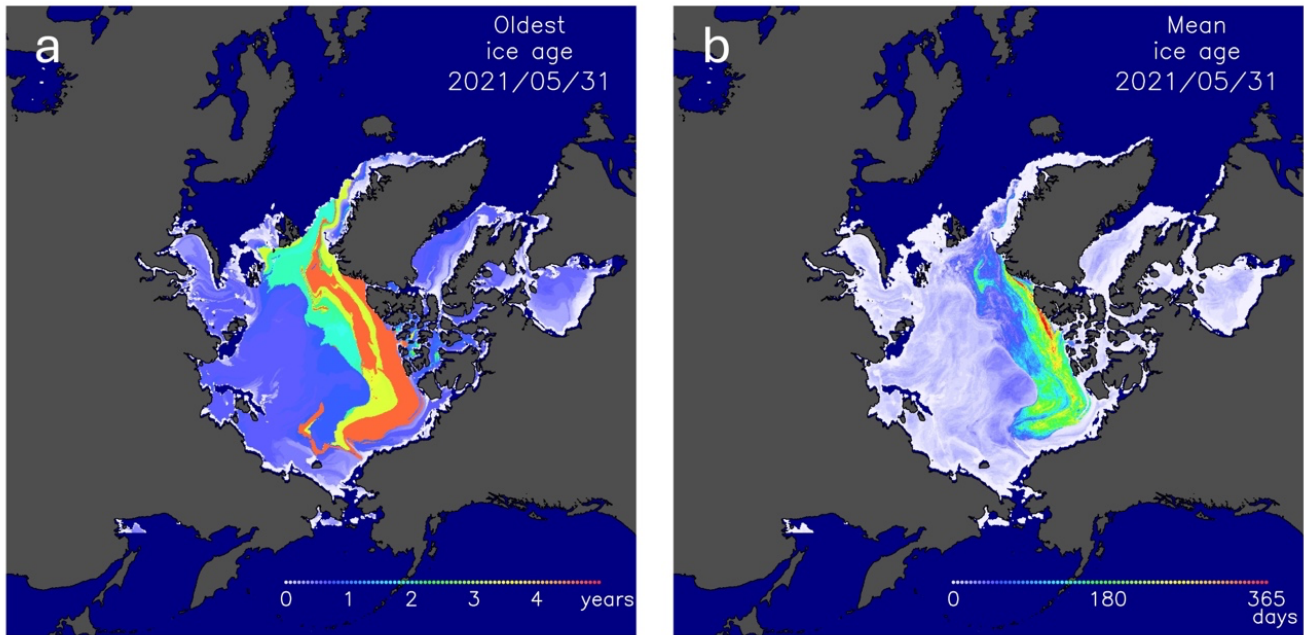 a
Oldest
ice age
2021/05/31
0 1 2 3 4 years
b
Mean
ice age
2021/05/31
0 180 365
days